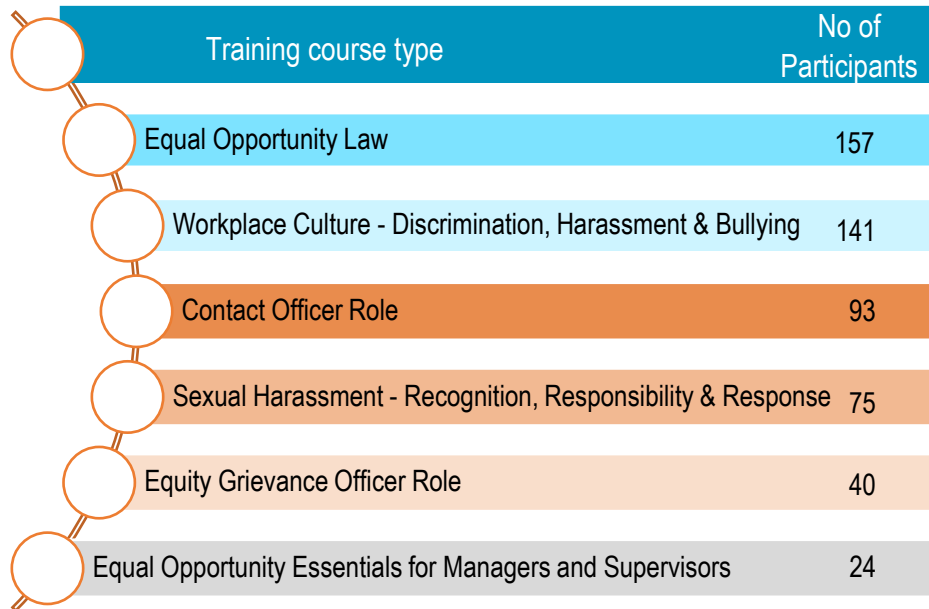 Training course type
No of
Participants
Equal Opportunity Law 157
Workplace Culture - Discrimination, Harassment & Bullying 141
Contact Officer Role 93
Sexual Harassment - Recognition, Responsibility & Response 75
Equity Grievance Officer Role 40
Equal Opportunity Essentials for Managers and Supervisors 24